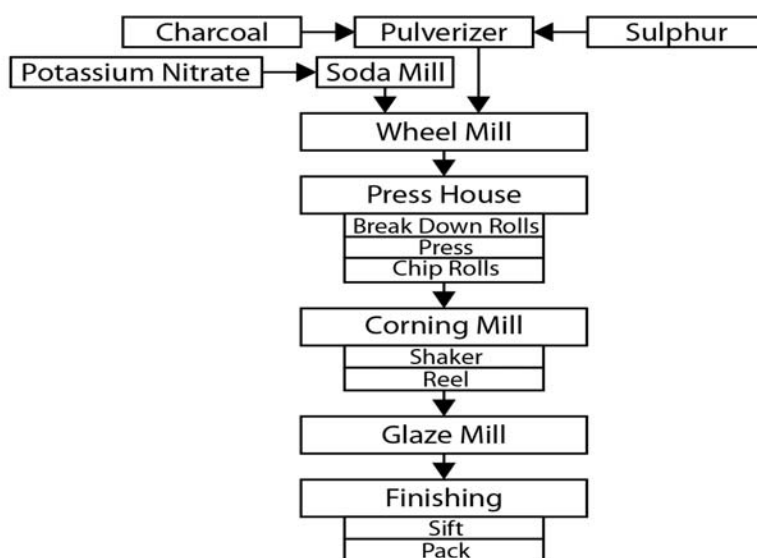 Charcoal
Pulverizer
Sulphur
Potassium Nitrate
Soda Mill
Wheel Mill
Press House
Break Down Rolls
Press
Chip Rolls
Corning Mill
Shaker
Reel
Glaze Mill
Finishing
Sift
Pack